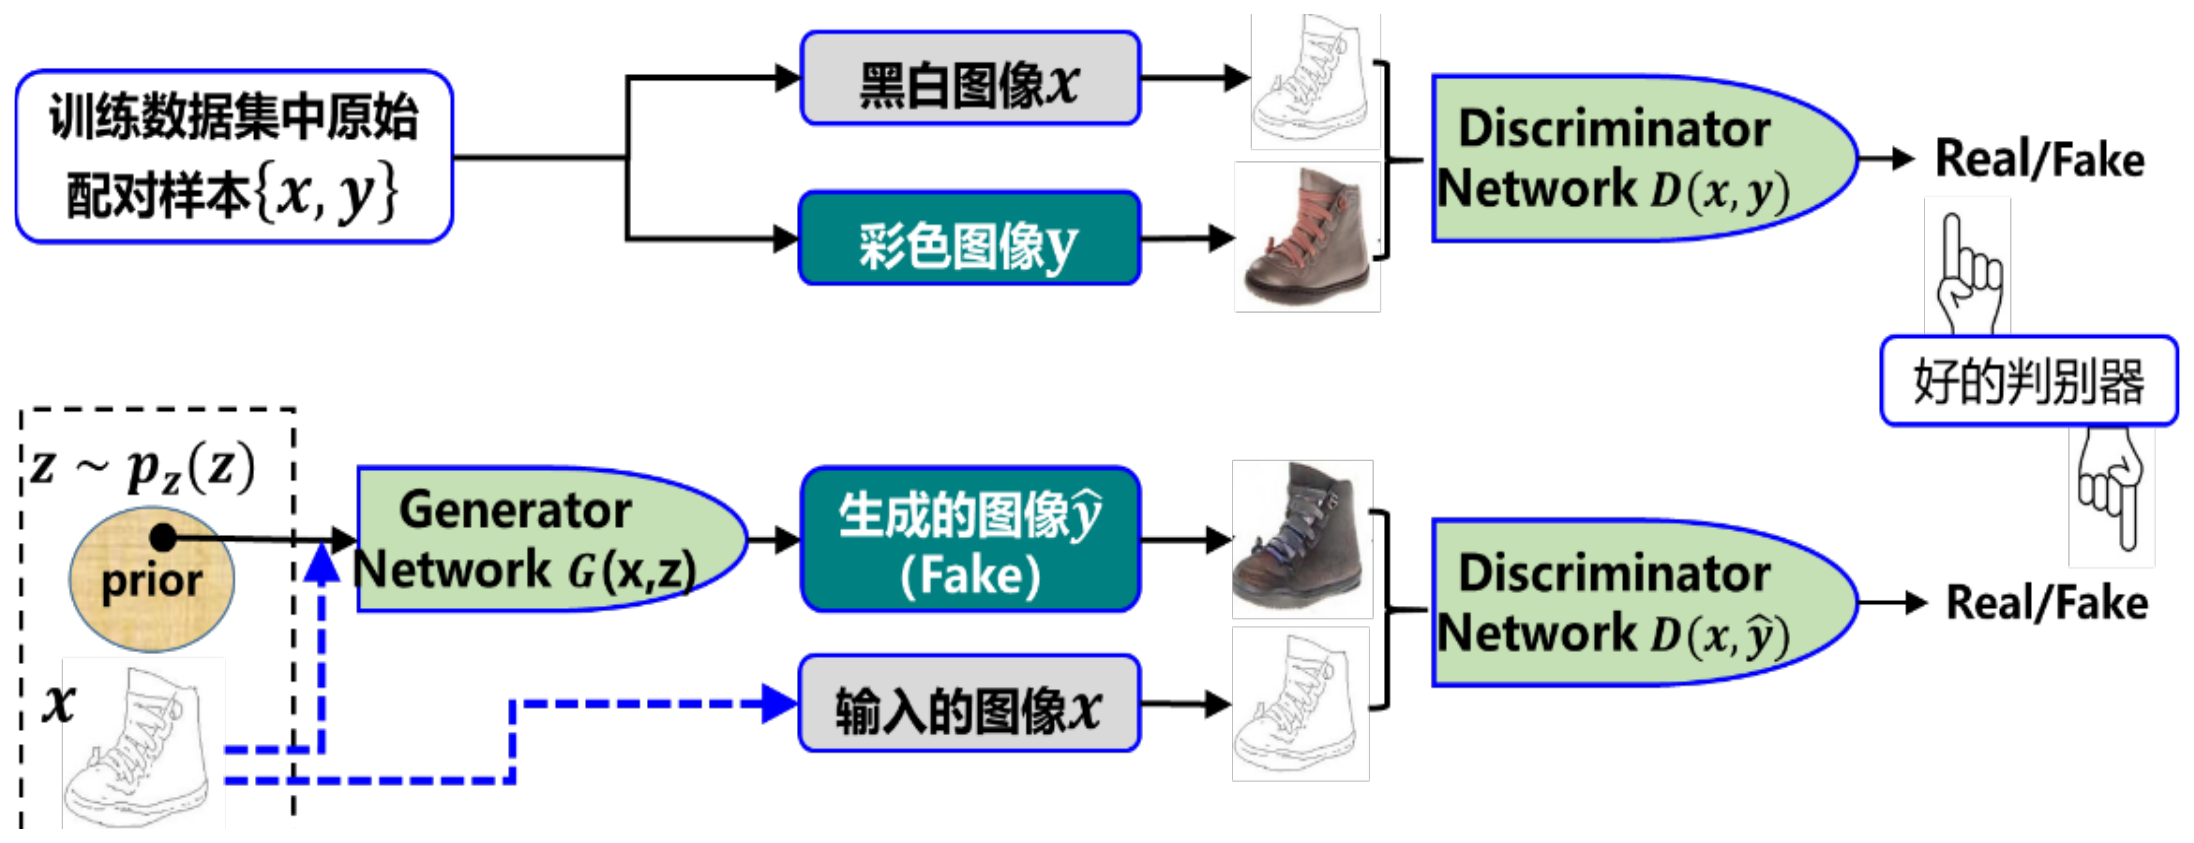 训练数据集中原始
配对样本{x, y}
黑白图像x
彩色图像y
Discriminator
Network D(x, y)
Real/Fake
好的判别器
z ~ p_z(z)
prior
x
Generator
Network G(x,z)
生成的图像ŷ
(Fake)
输入的图像x
Discriminator
Network D(x, ŷ)
Real/Fake